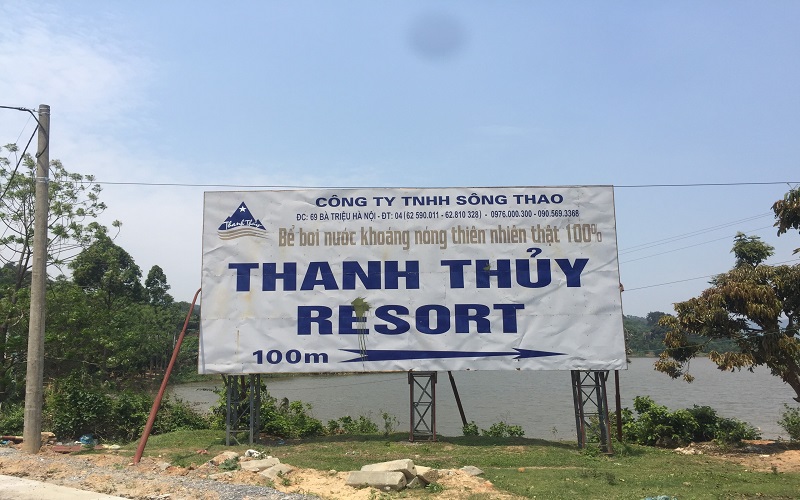 CÔNG TY TNHH SÔNG THAO
ĐC: 69 BÀ TRIỆU HÀ NỘI - ĐT: 04 (62 590.011 - 62.810 328) - 0976.000.300 - 090.569.3368
Thanh Thủy
Bể bơi nước khoáng nóng thiên nhiên thật 100%
THANH THỦY
RESORT
100m